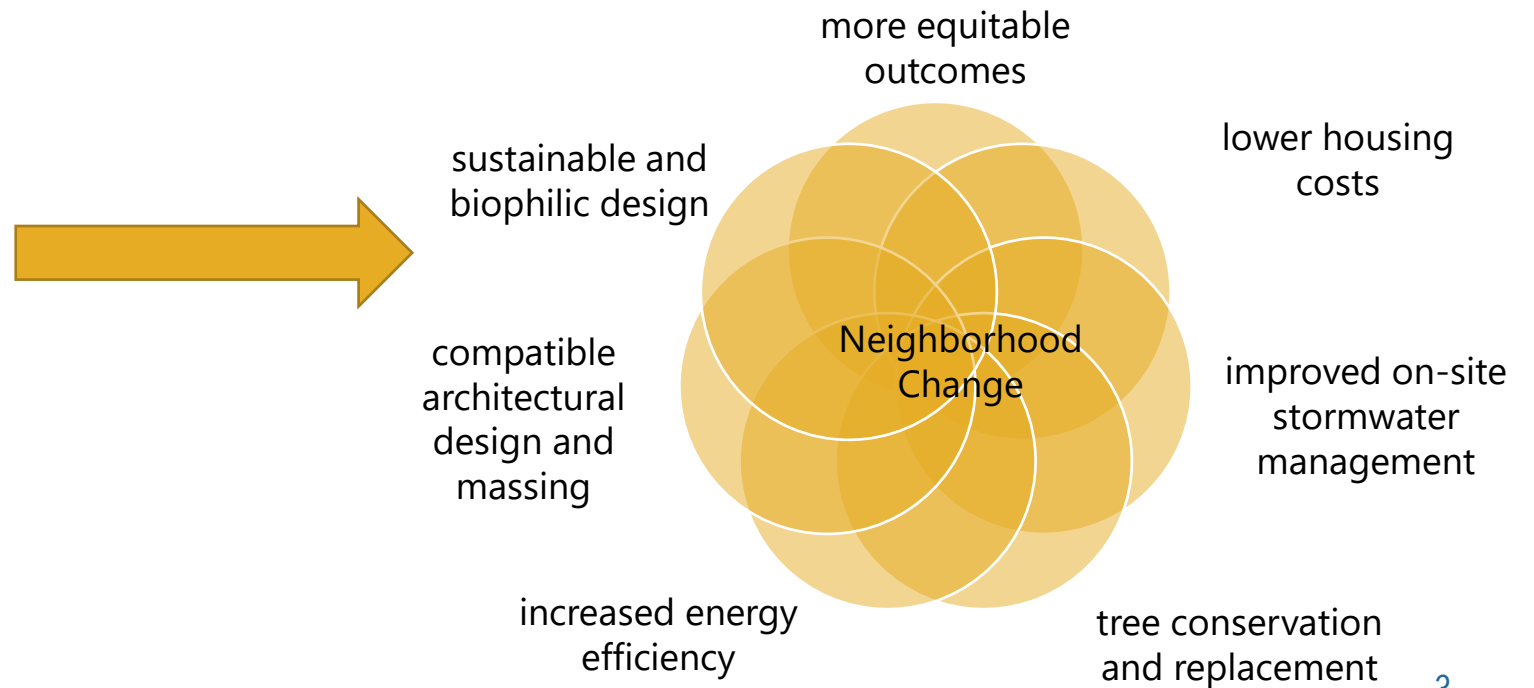 more equitable
outcomes
lower housing
costs
improved on-site
stormwater
management
tree conservation
and replacement
increased energy
efficiency
compatible
architectural
design and
massing
sustainable and
biophilic design
Neighborhood
Change